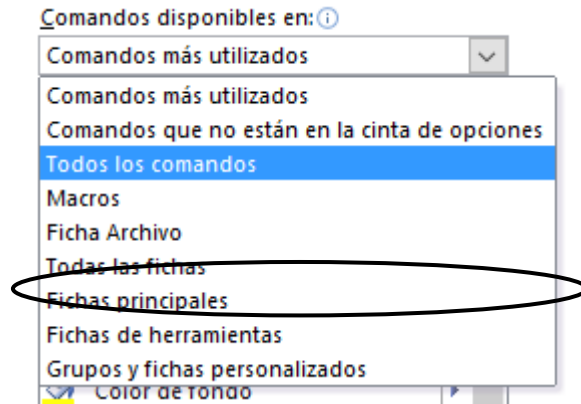 Comandos disponibles en:
Comandos más utilizados
Comandos más utilizados
Comandos que no están en la cinta de opciones
Todos los comandos
Macros
Ficha Archivo
Todas las fichas
Fichas principales
Fichas de herramientas
Grupos y fichas personalizados
Color de fondo